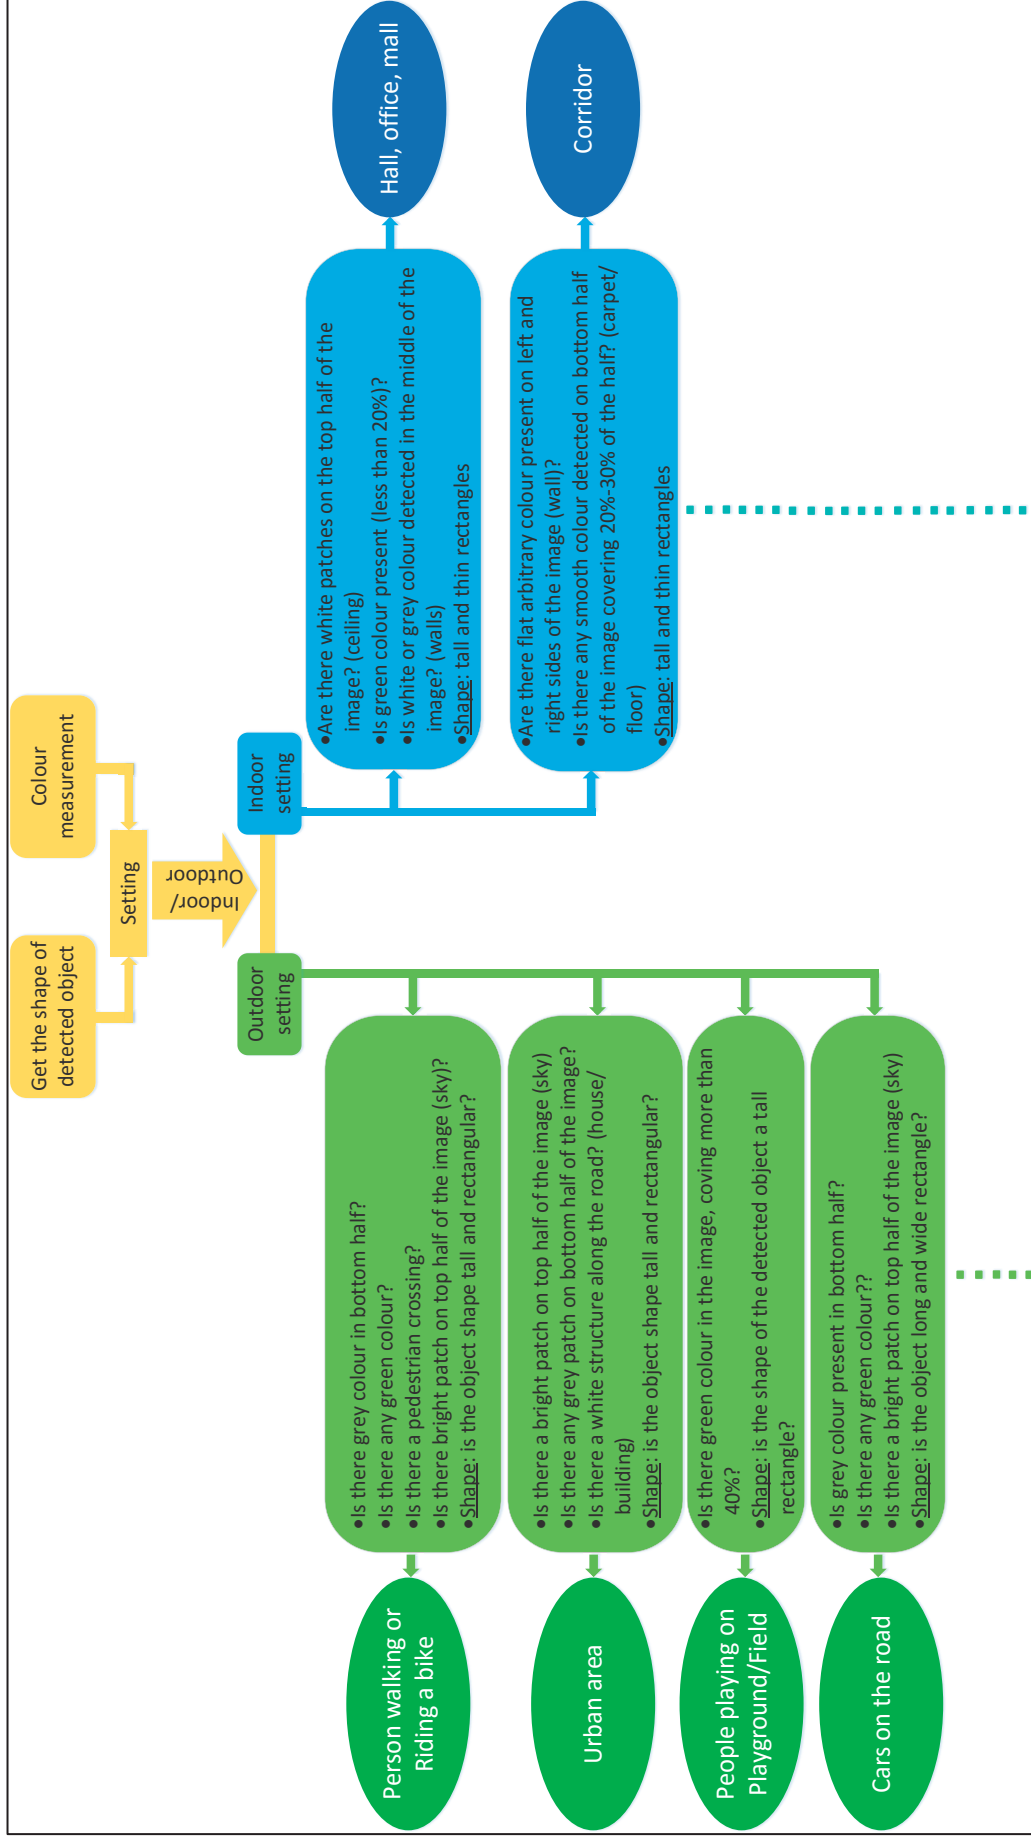 Get the shape of
detected object
Colour
measurement
Setting
Indoor/
Outdoor
Outdoor
setting
Indoor
setting
•Is there grey colour in bottom half?
•Is there any green colour?
•Is there a pedestrian crossing?
•Is there bright patch on top half of the image (sky)?
•Shape: is the object shape tall and rectangular?
Person walking or
Riding a bike
•Is there a bright patch on top half of the image (sky)
•Is there any grey patch on bottom half of the image?
•Is there a white structure along the road? (house/
building)
•Shape: is the object shape tall and rectangular?
Urban area
•Is there green colour in the image, coving more than
40%?
•Shape: is the shape of the detected object a tall
rectangle?
People playing on
Playground/Field
•Is grey colour present in bottom half?
•Is there any green colour??
•Is there a bright patch on top half of the image (sky)
•Shape: is the object long and wide rectangle?
Cars on the road
•Are there white patches on the top half of the
image? (ceiling)
•Is green colour present (less than 20%)?
•Is white or grey colour detected in the middle of the
image? (walls)
•Shape: tall and thin rectangles
Hall, office, mall
•Are there flat arbitrary colour present on left and
right sides of the image (wall)?
•Is there any smooth colour detected on bottom half
of the image covering 20%-30% of the half? (carpet/
floor)
•Shape: tall and thin rectangles
Corridor